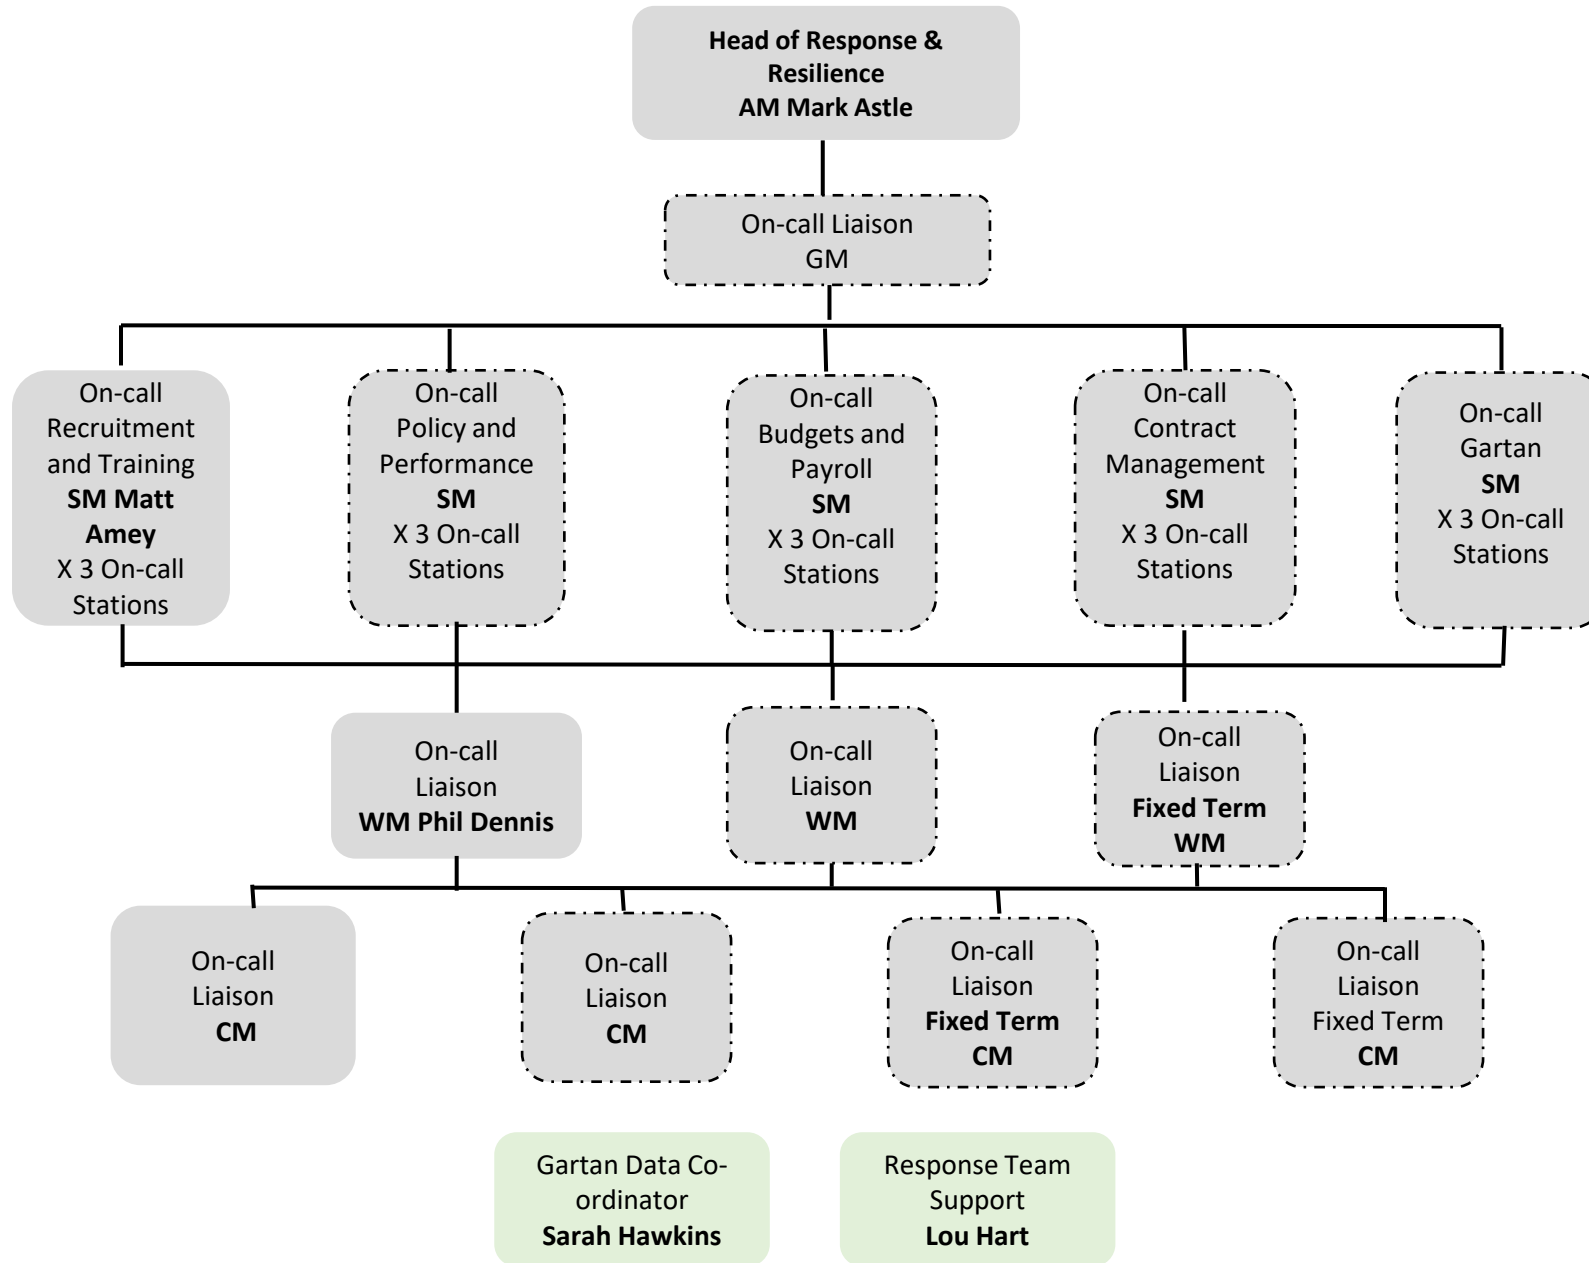 Head of Response &
Resilience
AM Mark Astle
On-call Liaison
GM
On-call
Recruitment
and Training
SM Matt
Amey
X 3 On-call
Stations
On-call
Policy and
Performance
SM
X 3 On-call
Stations
On-call
Budgets and
Payroll
SM
X 3 On-call
Stations
On-call
Contract
Management
SM
X 3 On-call
Stations
On-call
Gartan
SM
X 3 On-call
Stations
On-call
Liaison
WM Phil Dennis
On-call
Liaison
WM
On-call
Liaison
Fixed Term
WM
On-call
Liaison
CM
On-call
Liaison
CM
On-call
Liaison
Fixed Term
CM
On-call
Liaison
Fixed Term
CM
Gartan Data Co-
ordinator
Sarah Hawkins
Response Team
Support
Lou Hart